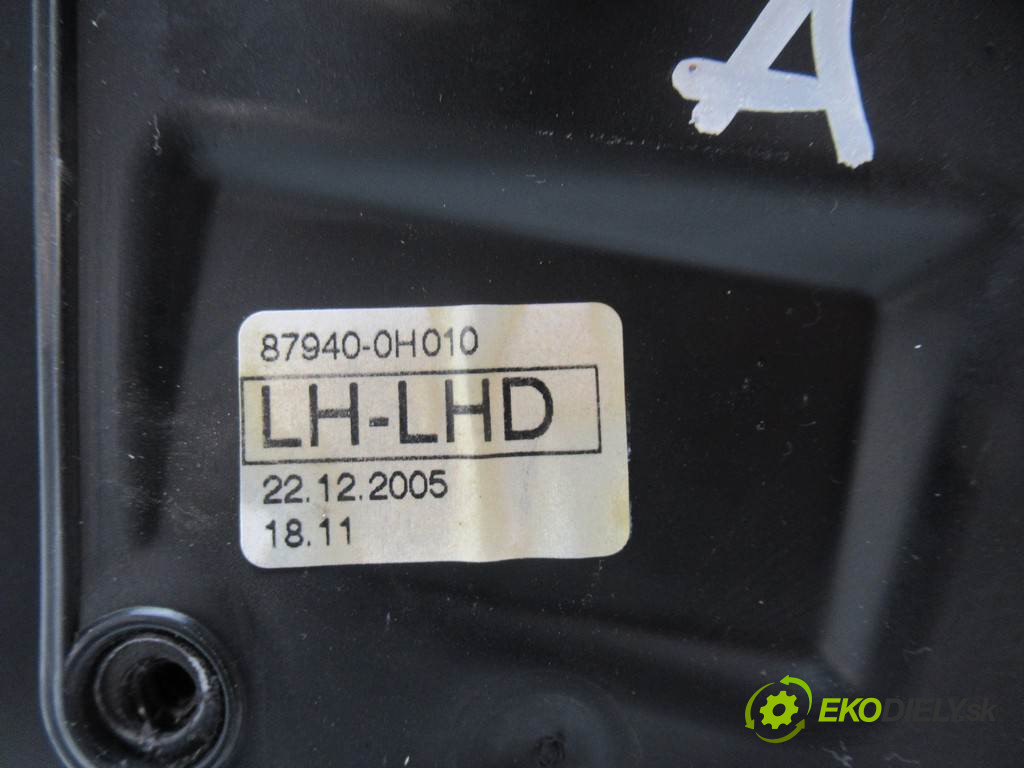 A
87940-0H010
LH-LHD
22.12.2005
18.11
EKODIELY.sk